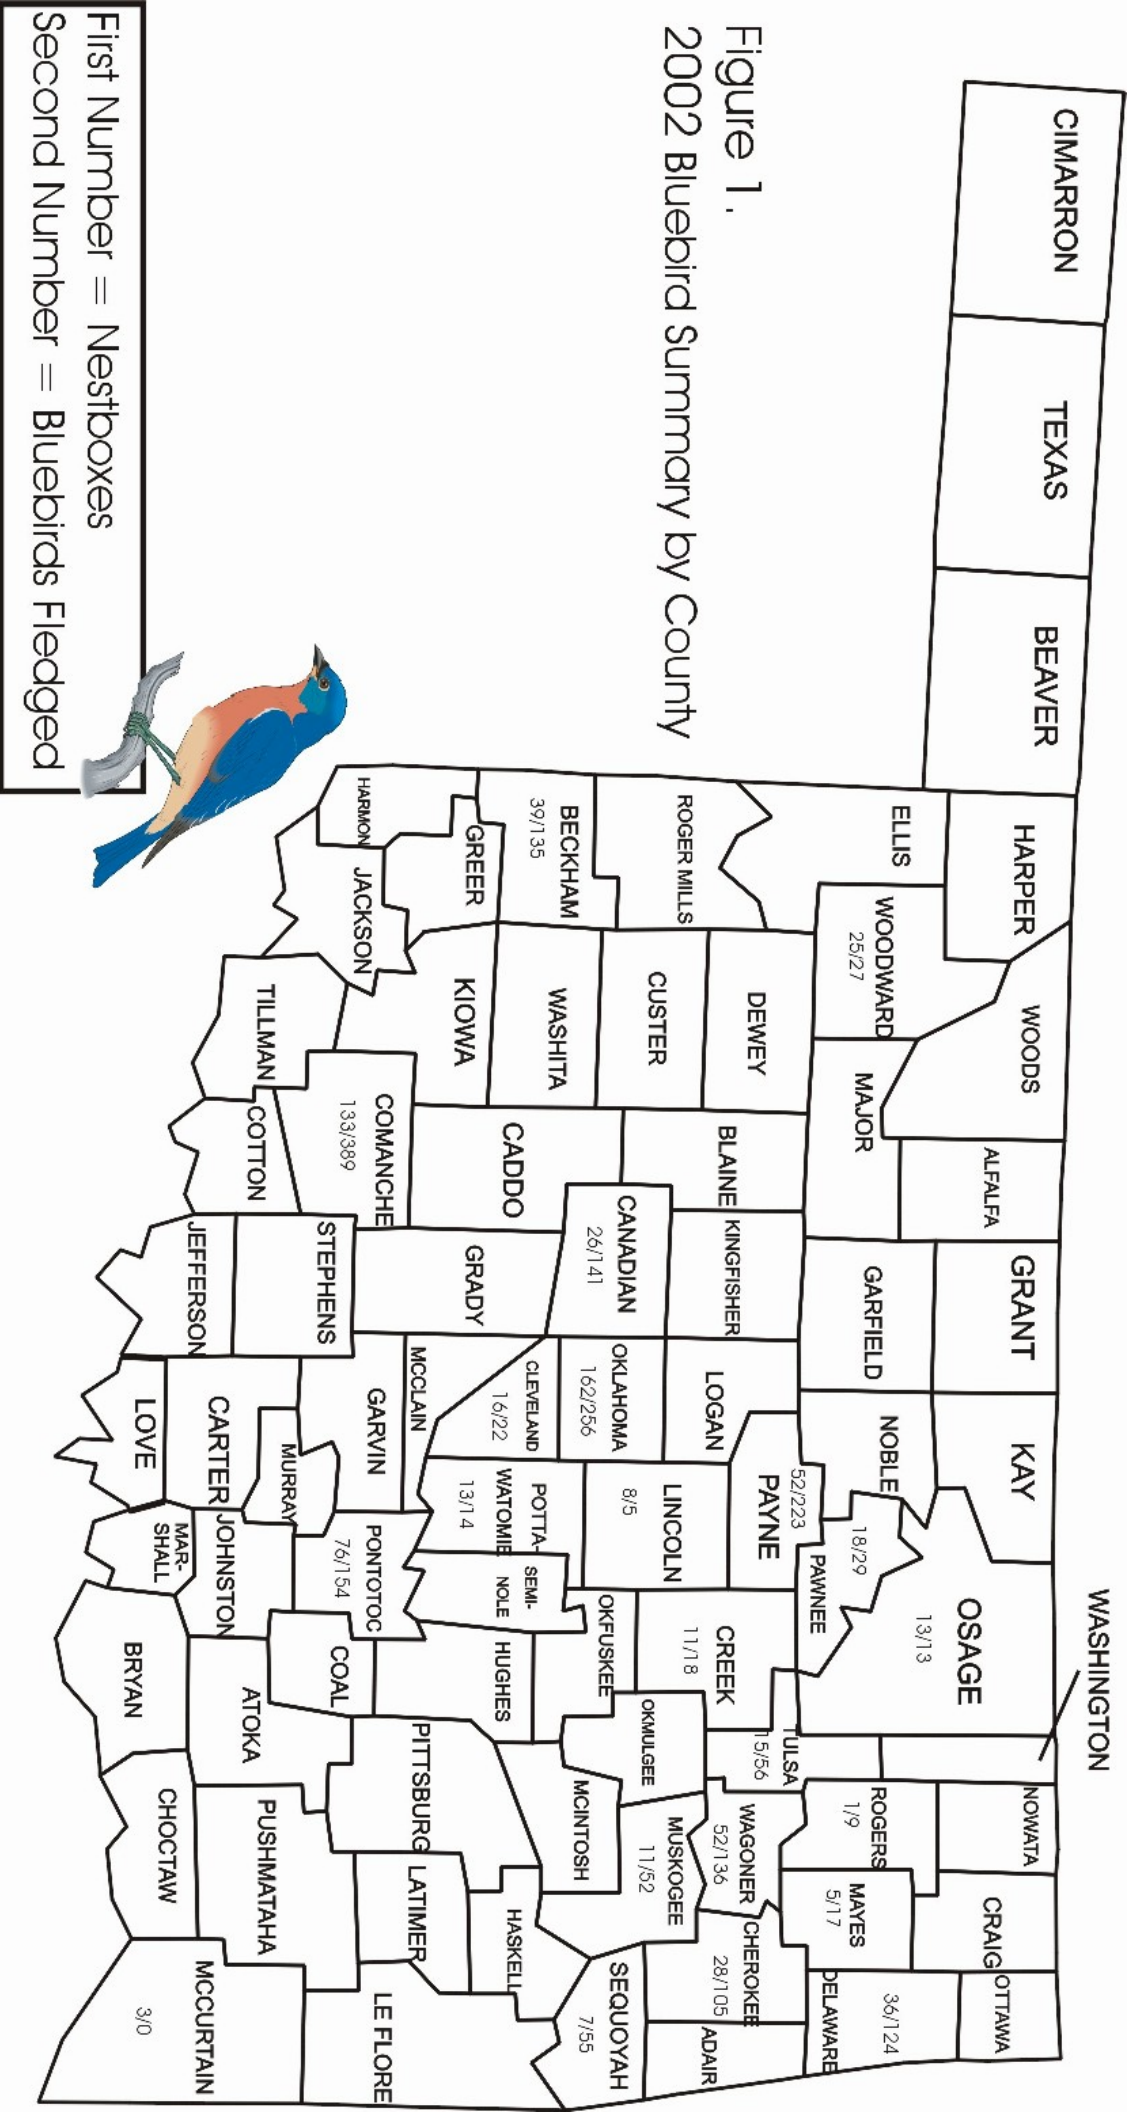 Figure 1.
2002 Bluebird Summary by County
CIMARRON
TEXAS
BEAVER
HARPER
WOODS
ALFALFA
GRANT
KAY
WASHINGTON
NOWATA
CRAIG
OTTAWA
ELLIS
WOODWARD
25/27
MAJOR
GARFIELD
NOBLE
OSAGE
13/13
18/29
PAWNEE
ROGERS
1/9
MAYES
5/17
36/124
DELAWARE
ROGER MILLS
DEWEY
BLAINE
KINGFISHER
LOGAN
52/223
PAYNE
CREEK
11/18
TULSA
15/56
WAGONER
52/136
CHEROKEE
28/105
ADAIR
BECKHAM
39/135
CUSTER
WASHITA
CANADIAN
26/141
OKLAHOMA
162/256
LINCOLN
8/5
OKFUSKEE
OKMULGEE
MUSKOGEE
11/52
SEQUOYAH
7/55
GREER
KIOWA
CADDO
GRADY
CLEVELAND
16/22
MCCLAIN
POTTA-
WATOMIE
13/14
SEMI-
NOLE
HUGHES
MCINTOSH
HASKELL
HARMON
JACKSON
COMANCHE
133/389
STEPHENS
GARVIN
PONTOTOC
76/154
COAL
PITTSBURG
LATIMER
LE FLORE
TILLMAN
COTTON
JEFFERSON
CARTER
MURRAY
JOHNSTON
ATOKA
PUSHMATAHA
MCCURTAIN
3/0
LOVE
MAR-
SHALL
BRYAN
CHOCTAW
First Number = Nestboxes
Second Number = Bluebirds Fledged